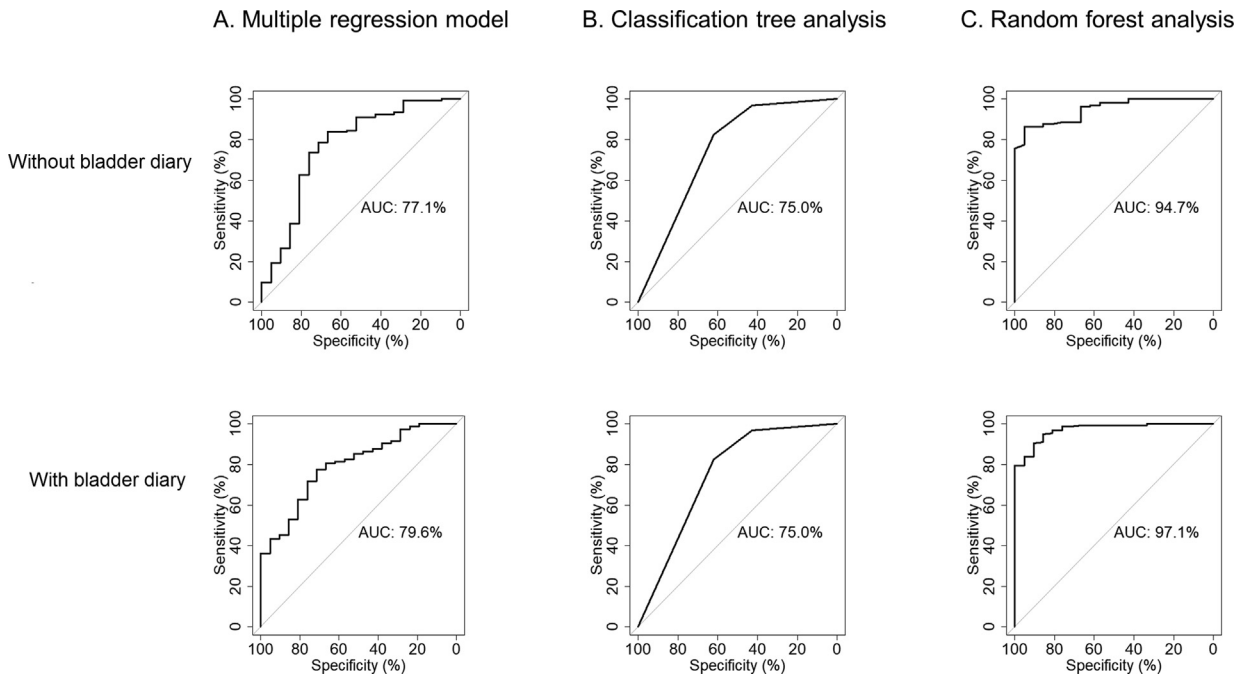 A. Multiple regression model
B. Classification tree analysis
C. Random forest analysis
Without bladder diary
Sensitivity (%)
0 20 40 60 80 100
AUC: 77.1%
100 80 60 40 20 0
Specificity (%)
Sensitivity (%)
0 20 40 60 80 100
AUC: 75.0%
100 80 60 40 20 0
Specificity (%)
Sensitivity (%)
0 20 40 60 80 100
AUC: 94.7%
100 80 60 40 20 0
Specificity (%)
With bladder diary
Sensitivity (%)
0 20 40 60 80 100
AUC: 79.6%
100 80 60 40 20 0
Specificity (%)
Sensitivity (%)
0 20 40 60 80 100
AUC: 75.0%
100 80 60 40 20 0
Specificity (%)
Sensitivity (%)
0 20 40 60 80 100
AUC: 97.1%
100 80 60 40 20 0
Specificity (%)